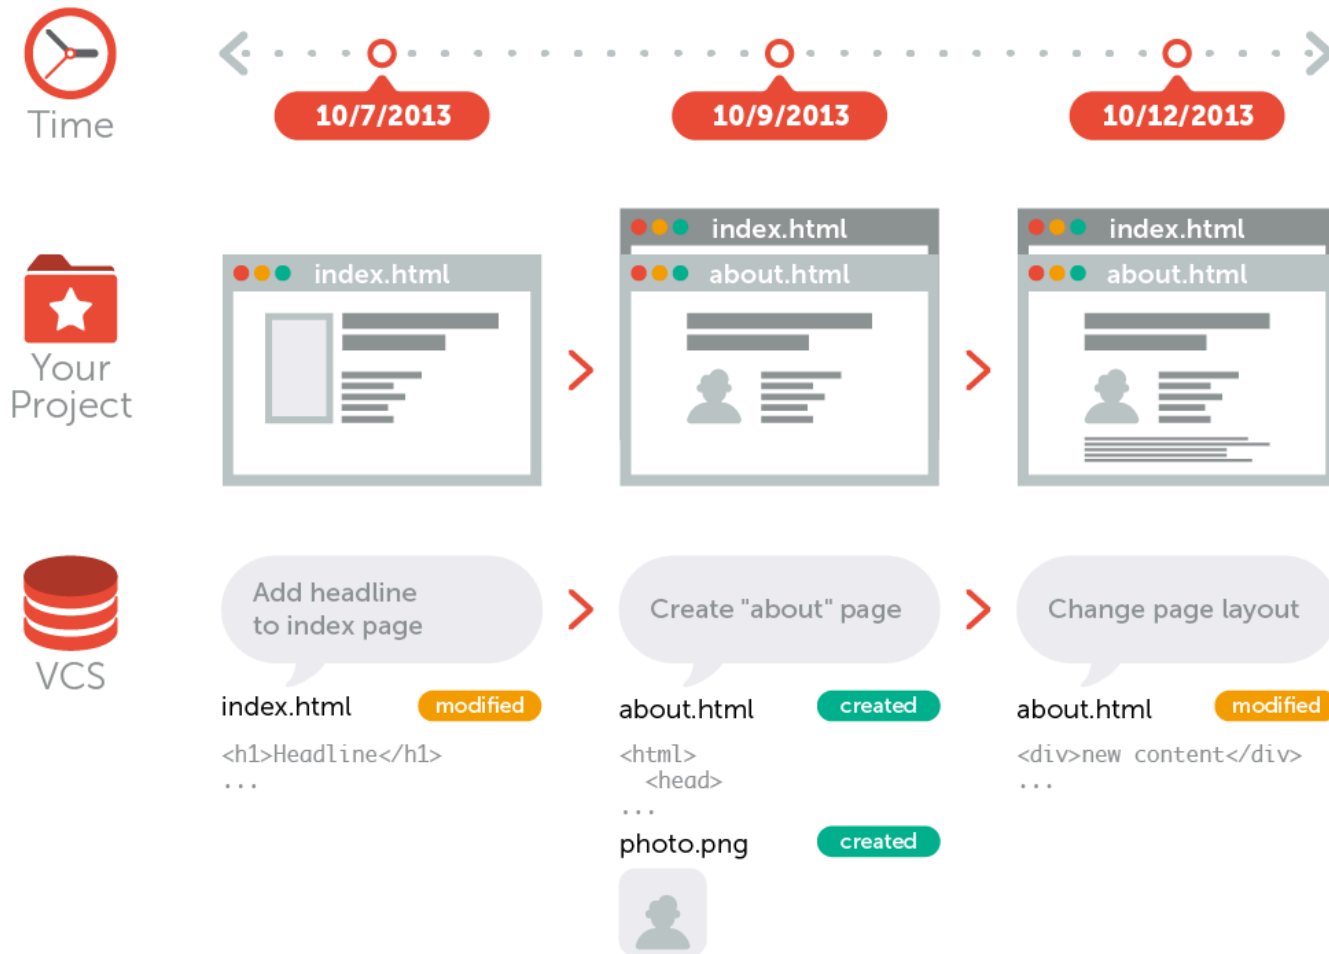 Time
10/7/2013
10/9/2013
10/12/2013
Your
Project
index.html
index.html
about.html
index.html
about.html
VCS
Add headline
to index page
index.html modified
<h1>Headline</h1>
...
Create "about" page
about.html created
<html>
<head>
...
photo.png created
Change page layout
about.html modified
<div>new content</div>
...